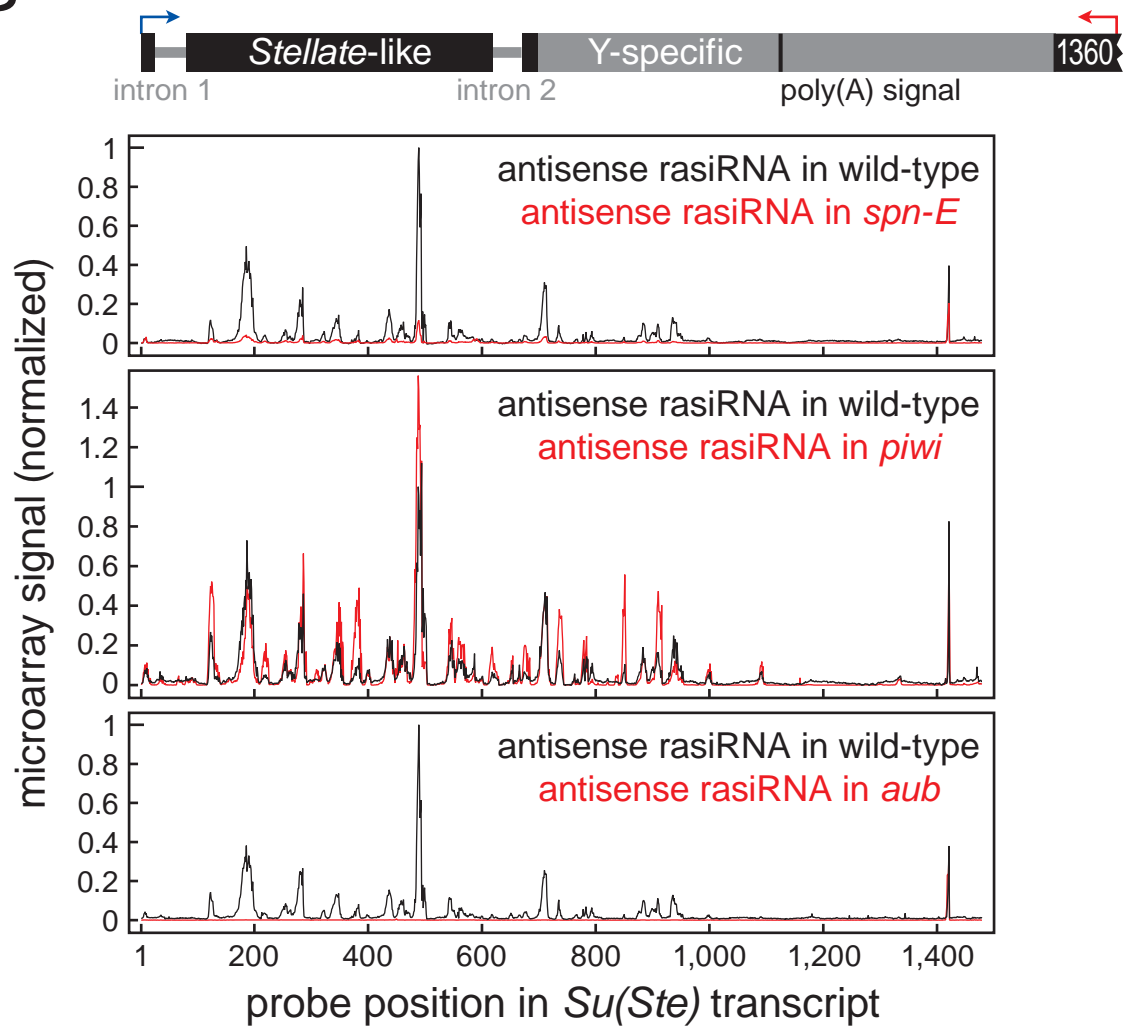 Stellate-like Y-specific 1360
intron 1 intron 2 poly(A) signal
microarray signal (normalized)
1
0.8
0.6
0.4
0.2
0
antisense rasiRNA in wild-type
antisense rasiRNA in spn-E
1.4
1.2
1
0.8
0.6
0.4
0.2
0
antisense rasiRNA in wild-type
antisense rasiRNA in piwi
1
0.8
0.6
0.4
0.2
0
antisense rasiRNA in wild-type
antisense rasiRNA in aub
1 200 400 600 800 1,000 1,200 1,400
probe position in Su(Ste) transcript